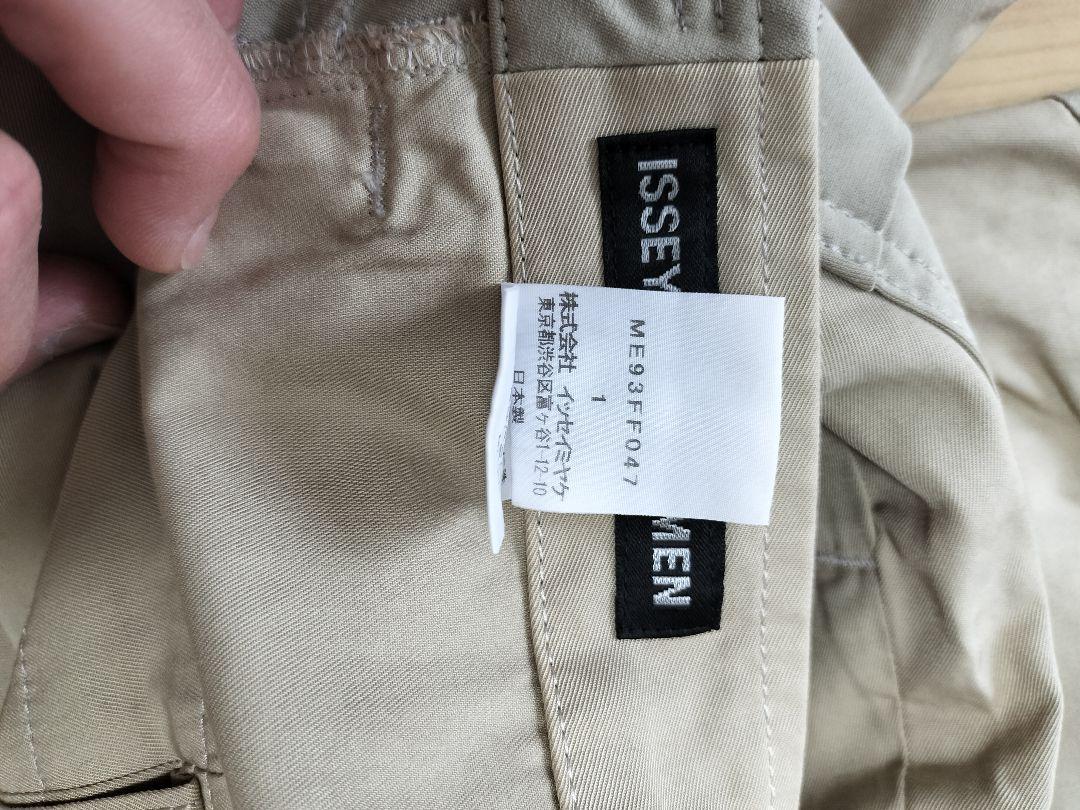 ISSEY
MEN
ME93FF047
1
株式会社 イッセイミヤケ
東京都渋谷区富ヶ谷1-12-10
日本製